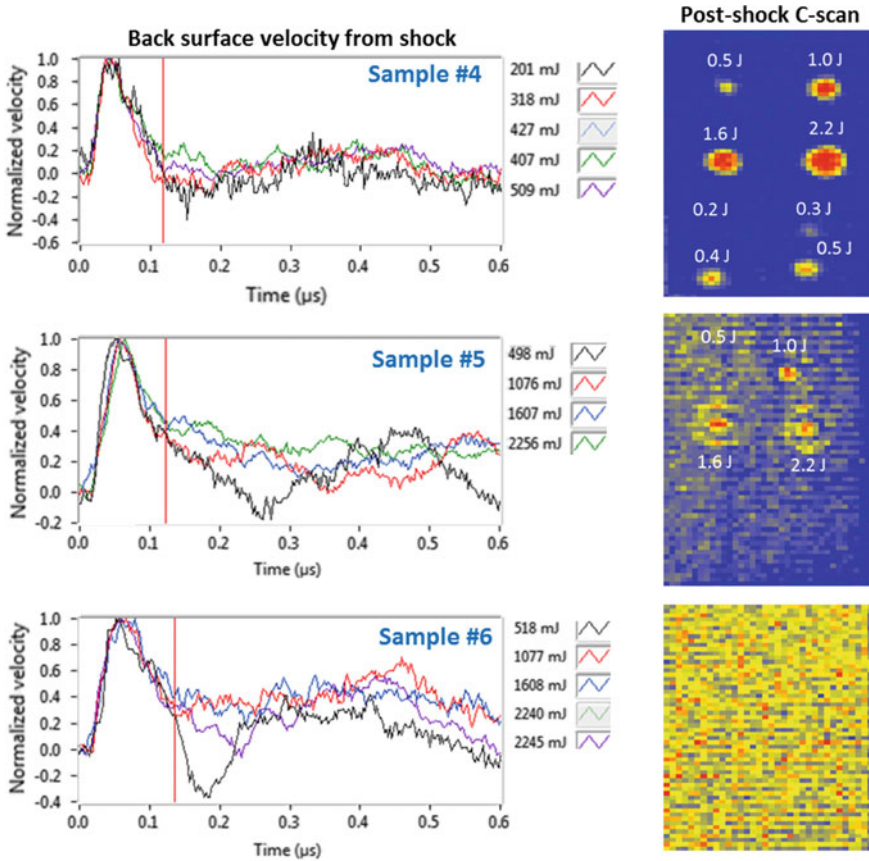 Back surface velocity from shock
Post-shock C-scan
Sample #4
Normalized velocity
1.0
0.8
0.6
0.4
0.2
0.0
-0.2
-0.4
-0.6
0.0 0.1 0.2 0.3 0.4 0.5 0.6
Time (µs)
201 mJ
318 mJ
427 mJ
407 mJ
509 mJ
0.5 J 1.0 J
1.6 J 2.2 J
0.2 J 0.3 J
0.4 J 0.5 J
Sample #5
Normalized velocity
1.0
0.8
0.6
0.4
0.2
0.0
-0.2
0.0 0.1 0.2 0.3 0.4 0.5 0.6
Time (µs)
498 mJ
1076 mJ
1607 mJ
2256 mJ
0.5 J 1.0 J
1.6 J 2.2 J
Sample #6
Normalized velocity
1.0
0.8
0.6
0.4
0.2
0.0
-0.2
-0.4
0.0 0.1 0.2 0.3 0.4 0.5 0.6
Time (µs)
518 mJ
1077 mJ
1608 mJ
2240 mJ
2245 mJ